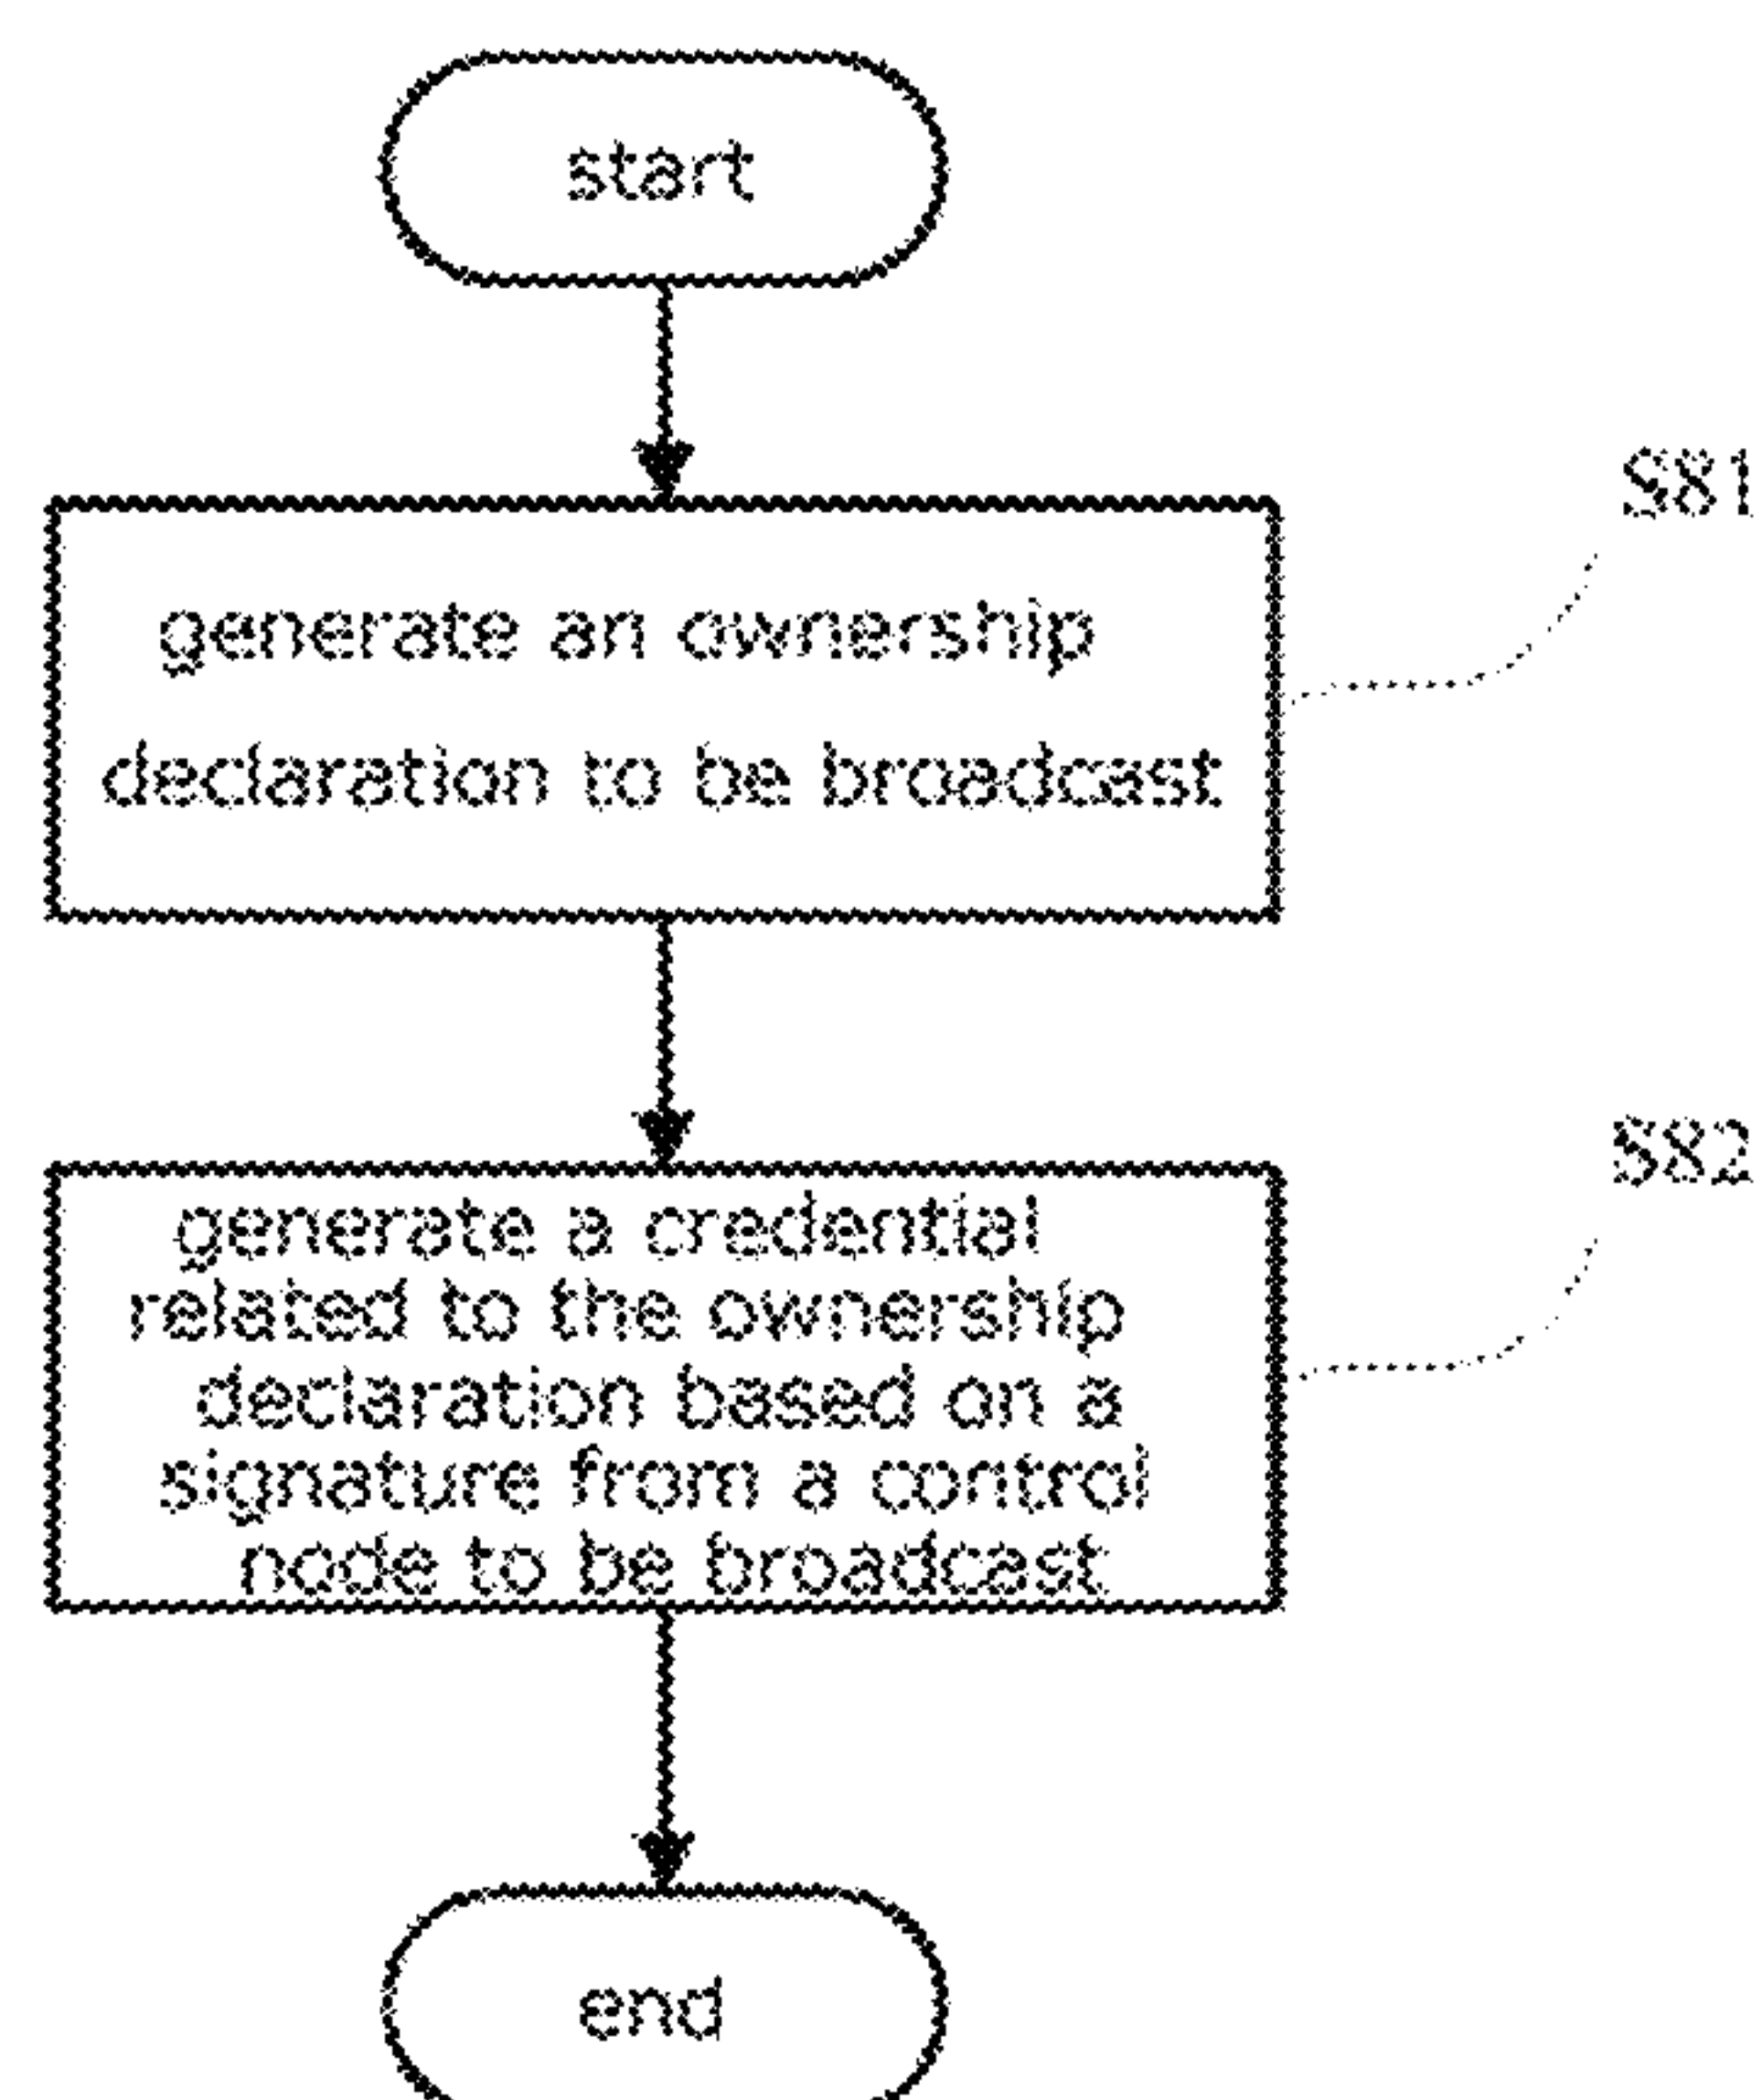 start
S81
generate an ownership
declaration to be broadcast
S82
generate a credential
related to the ownership
declaration based on a
signature from a control
node to be broadcast
end